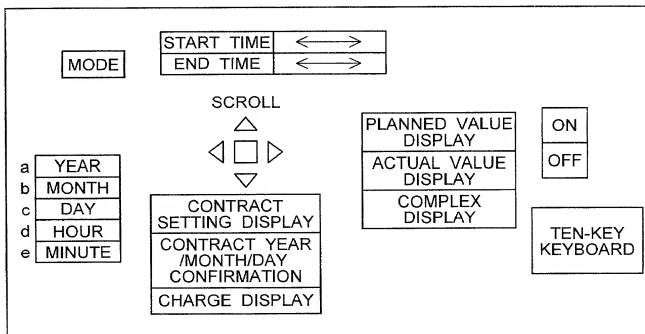 MODE
START TIME
END TIME
SCROLL
a YEAR
b MONTH
c DAY
d HOUR
e MINUTE
CONTRACT
SETTING DISPLAY
CONTRACT YEAR
/MONTH/DAY
CONFIRMATION
CHARGE DISPLAY
PLANNED VALUE
DISPLAY
ACTUAL VALUE
DISPLAY
COMPLEX
DISPLAY
ON
OFF
TEN-KEY
KEYBOARD